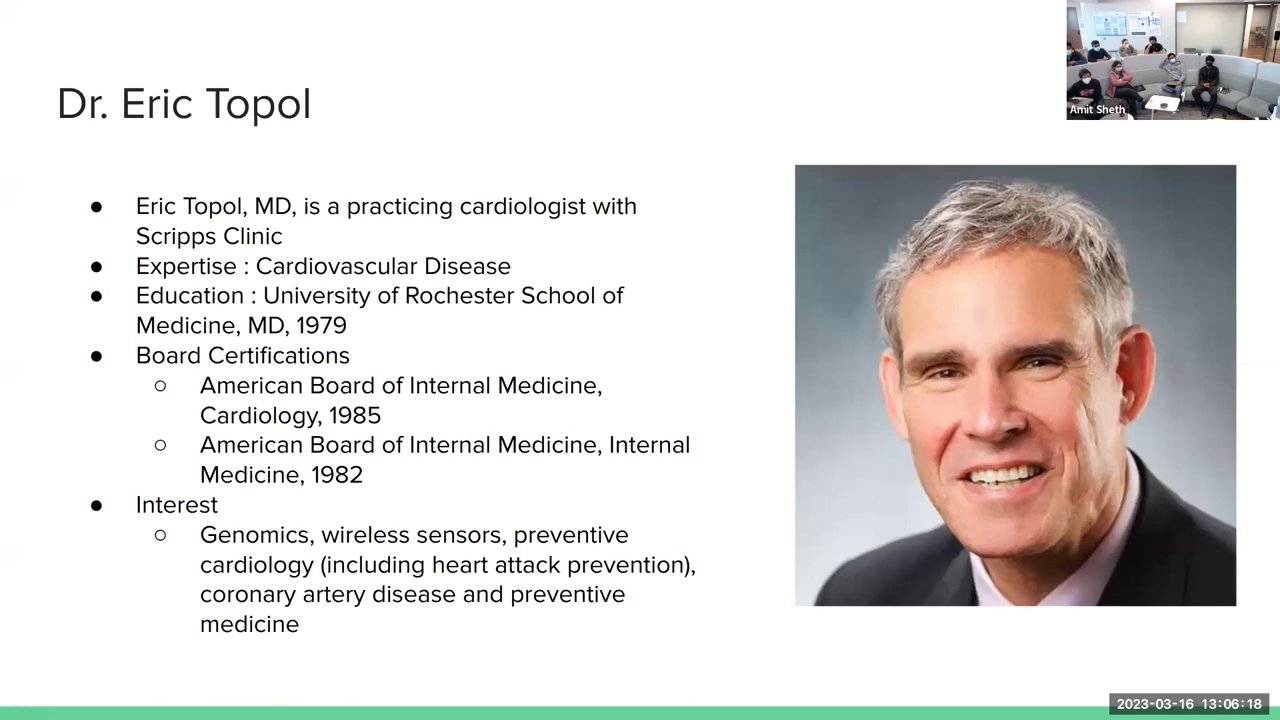 Amit Sheth
Dr. Eric Topol
● Eric Topol, MD, is a practicing cardiologist with
Scripps Clinic
● Expertise : Cardiovascular Disease
● Education : University of Rochester School of
Medicine, MD, 1979
● Board Certifications
○ American Board of Internal Medicine,
Cardiology, 1985
○ American Board of Internal Medicine, Internal
Medicine, 1982
● Interest
○ Genomics, wireless sensors, preventive
cardiology (including heart attack prevention),
coronary artery disease and preventive
medicine
2023-03-16 13:06:18